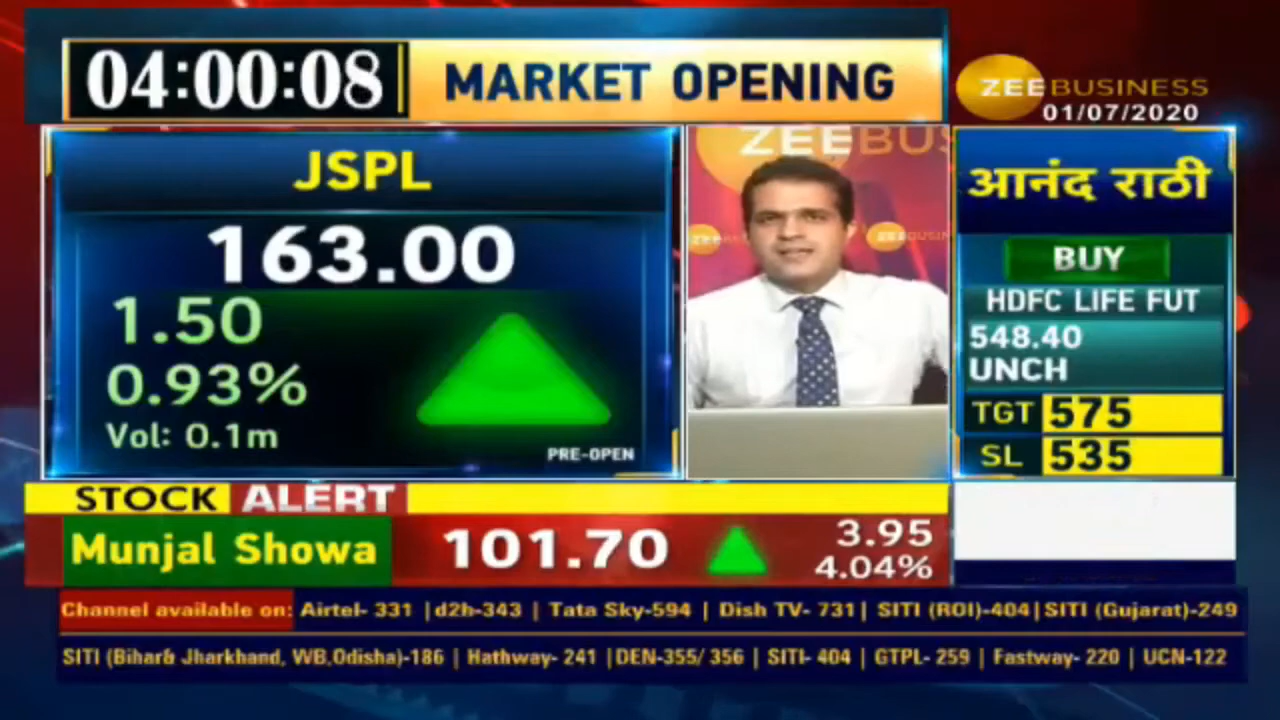 04:00:08 MARKET OPENING
ZEEBUSINESS
01/07/2020
JSPL
163.00
1.50
0.93%
Vol: 0.1m
PRE-OPEN
ZEEBUS
ZEEBUSIN
आनंद राठी
BUY
HDFC LIFE FUT
548.40
UNCH
TGT 575
SL 535
STOCK ALERT
Munjal Showa 101.70 3.95
4.04%
Channel available on: Airtel- 331 |d2h-343 | Tata Sky-594 | Dish TV- 731| SITI (ROI)-404|SITI (Gujarat)-249
SITI (Bihar& Jharkhand, WB,Odisha)-186 | Hathway- 241 |DEN-355/ 356 | SITI- 404 | GTPL- 259 | Fastway- 220 | UCN-122